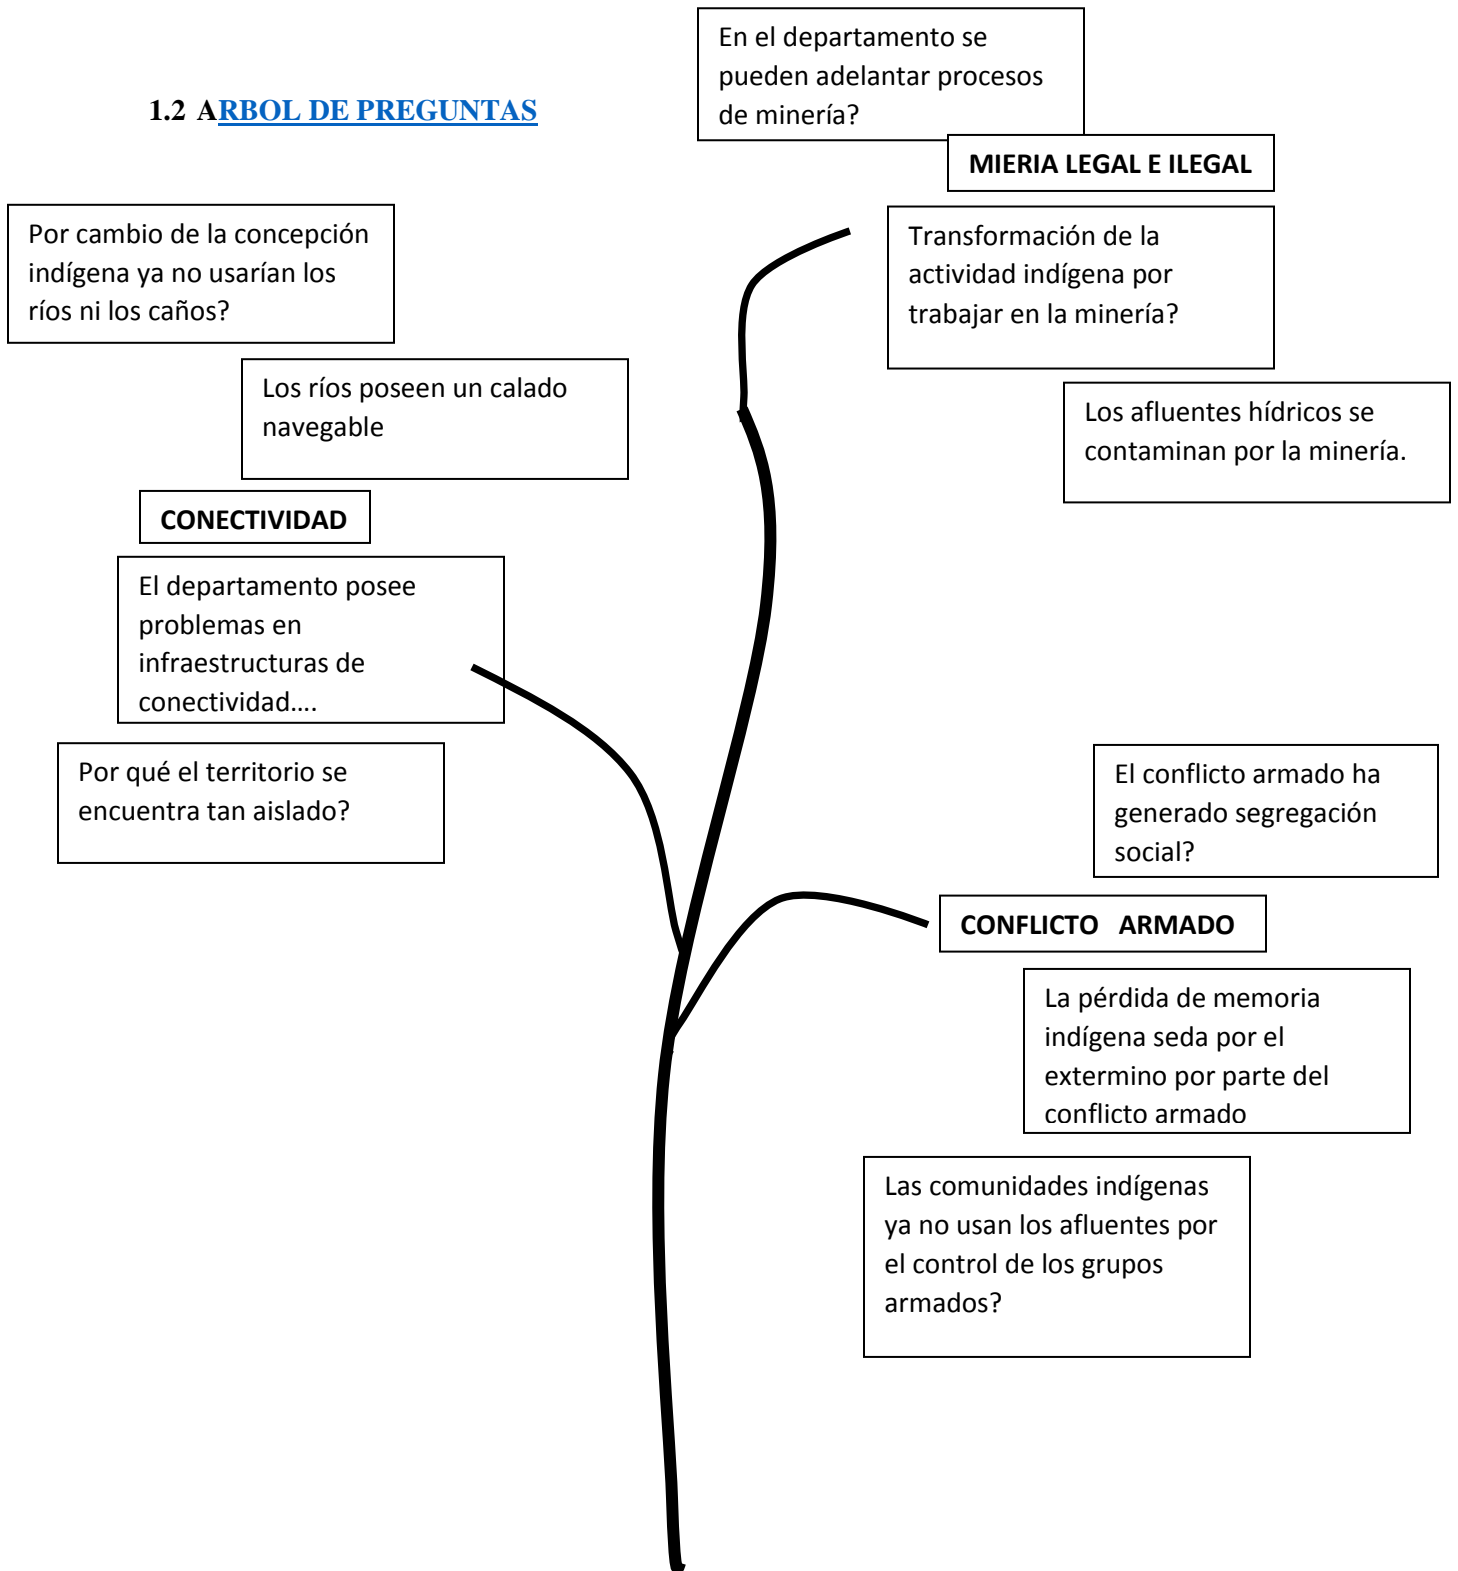 1.2 ARBOL DE PREGUNTAS
En el departamento se
pueden adelantar procesos
de minería?
MIERIA LEGAL E ILEGAL
Transformación de la
actividad indígena por
trabajar en la minería?
Los afluentes hídricos se
contaminan por la minería.
Por cambio de la concepción
indígena ya no usarían los
ríos ni los caños?
Los ríos poseen un calado
navegable
CONECTIVIDAD
El departamento posee
problemas en
infraestructuras de
conectividad....
Por qué el territorio se
encuentra tan aislado?
El conflicto armado ha
generado segregación
social?
CONFLICTO ARMADO
La pérdida de memoria
indígena seda por el
extermino por parte del
conflicto armado
Las comunidades indígenas
ya no usan los afluentes por
el control de los grupos
armados?